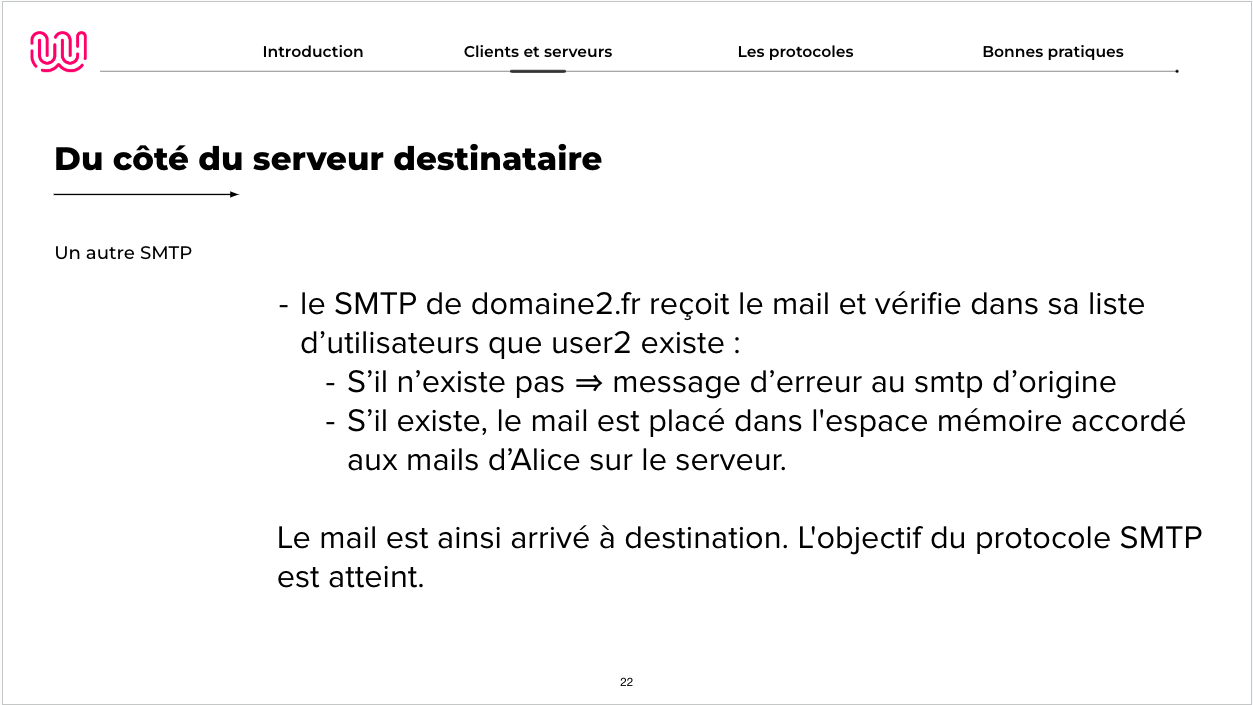 Introduction
Clients et serveurs
Les protocoles
Bonnes pratiques
Du côté du serveur destinataire
Un autre SMTP
- le SMTP de domaine2.fr reçoit le mail et vérifie dans sa liste
d’utilisateurs que user2 existe :
- S’il n’existe pas ⇒ message d’erreur au smtp d’origine
- S’il existe, le mail est placé dans l'espace mémoire accordé
aux mails d’Alice sur le serveur.
Le mail est ainsi arrivé à destination. L'objectif du protocole SMTP
est atteint.
22